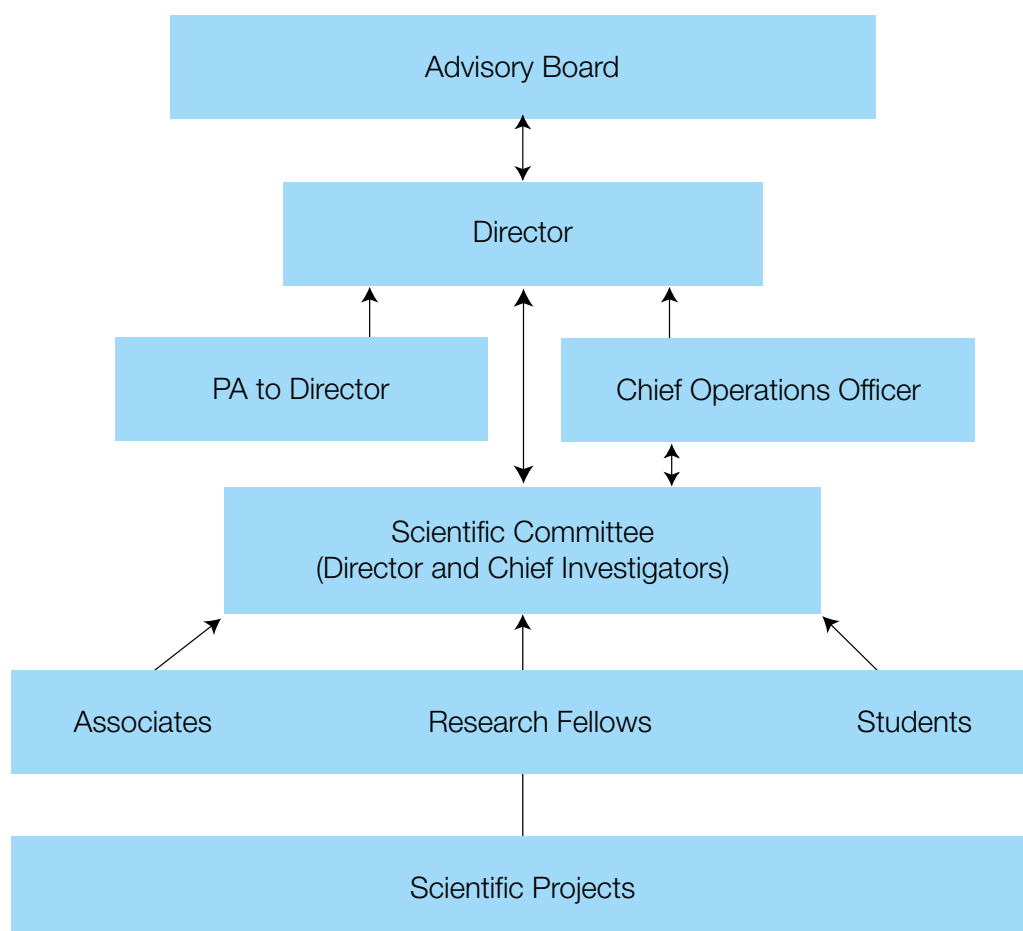 Advisory Board
Director
PA to Director
Chief Operations Officer
Scientific Committee
(Director and Chief Investigators)
Associates
Research Fellows
Students
Scientific Projects